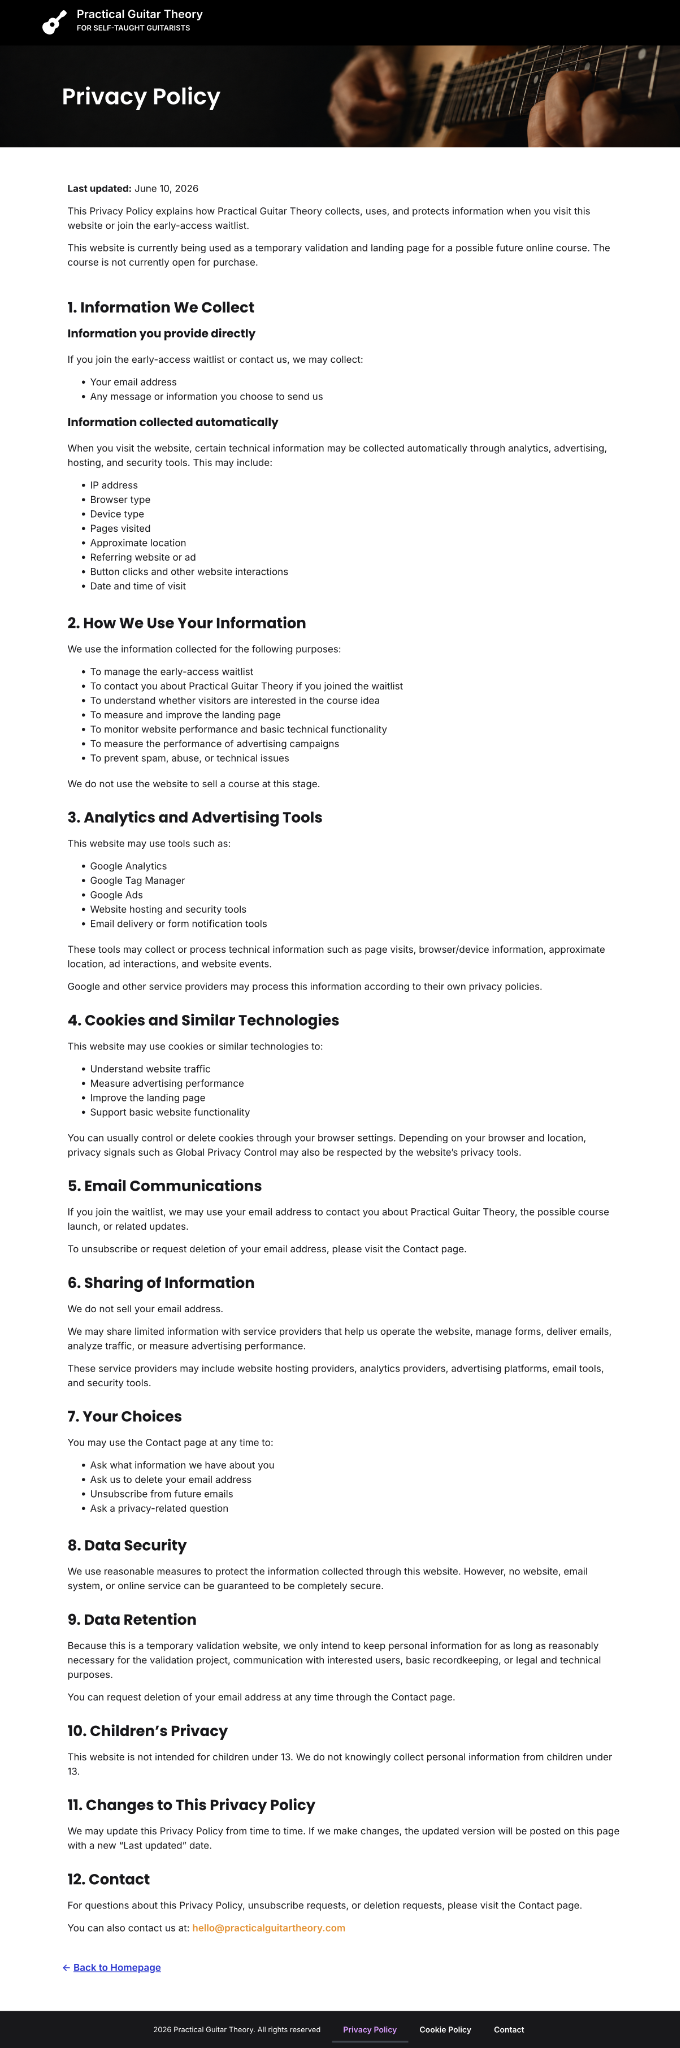 Practical Guitar Theory
FOR SELF-TAUGHT GUITARISTS
Privacy Policy
Last updated: June 10, 2026
This Privacy Policy explains how Practical Guitar Theory collects, uses, and protects information when you visit this
website or join the early-access waitlist.
This website is currently being used as a temporary validation and landing page for a possible future online course. The
course is not currently open for purchase.
1. Information We Collect
Information you provide directly
If you join the early-access waitlist or contact us, we may collect:
• Your email address
• Any message or information you choose to send us
Information collected automatically
When you visit the website, certain technical information may be collected automatically through analytics, advertising,
hosting, and security tools. This may include:
• IP address
• Browser type
• Device type
• Pages visited
• Approximate location
• Referring website or ad
• Button clicks and other website interactions
• Date and time of visit
2. How We Use Your Information
We use the information collected for the following purposes:
• To manage the early-access waitlist
• To contact you about Practical Guitar Theory if you joined the waitlist
• To understand whether visitors are interested in the course idea
• To measure and improve the landing page
• To monitor website performance and basic technical functionality
• To measure the performance of advertising campaigns
• To prevent spam, abuse, or technical issues
We do not use the website to sell a course at this stage.
3. Analytics and Advertising Tools
This website may use tools such as:
• Google Analytics
• Google Tag Manager
• Google Ads
• Website hosting and security tools
• Email delivery or form notification tools
These tools may collect or process technical information such as page visits, browser/device information, approximate
location, ad interactions, and website events.
Google and other service providers may process this information according to their own privacy policies.
4. Cookies and Similar Technologies
This website may use cookies or similar technologies to:
• Understand website traffic
• Measure advertising performance
• Improve the landing page
• Support basic website functionality
You can usually control or delete cookies through your browser settings. Depending on your browser and location,
privacy signals such as Global Privacy Control may also be respected by the website's privacy tools.
5. Email Communications
If you join the waitlist, we may use your email address to contact you about Practical Guitar Theory, the possible course
launch, or related updates.
To unsubscribe or request deletion of your email address, please visit the Contact page.
6. Sharing of Information
We do not sell your email address.
We may share limited information with service providers that help us operate the website, manage forms, deliver emails,
analyze traffic, or measure advertising performance.
These service providers may include website hosting providers, analytics providers, advertising platforms, email tools,
and security tools.
7. Your Choices
You may use the Contact page at any time to:
• Ask what information we have about you
• Ask us to delete your email address
• Unsubscribe from future emails
• Ask a privacy-related question
8. Data Security
We use reasonable measures to protect the information collected through this website. However, no website, email
system, or online service can be guaranteed to be completely secure.
9. Data Retention
Because this is a temporary validation website, we only intend to keep personal information for as long as reasonably
necessary for the validation project, communication with interested users, basic recordkeeping, or legal and technical
purposes.
You can request deletion of your email address at any time through the Contact page.
10. Children's Privacy
This website is not intended for children under 13. We do not knowingly collect personal information from children under
13.
11. Changes to This Privacy Policy
We may update this Privacy Policy from time to time. If we make changes, the updated version will be posted on this page
with a new "Last updated" date.
12. Contact
For questions about this Privacy Policy, unsubscribe requests, or deletion requests, please visit the Contact page.
You can also contact us at: hello@practicalguitartheory.com
← Back to Homepage
2026 Practical Guitar Theory. All rights reserved Privacy Policy Cookie Policy Contact